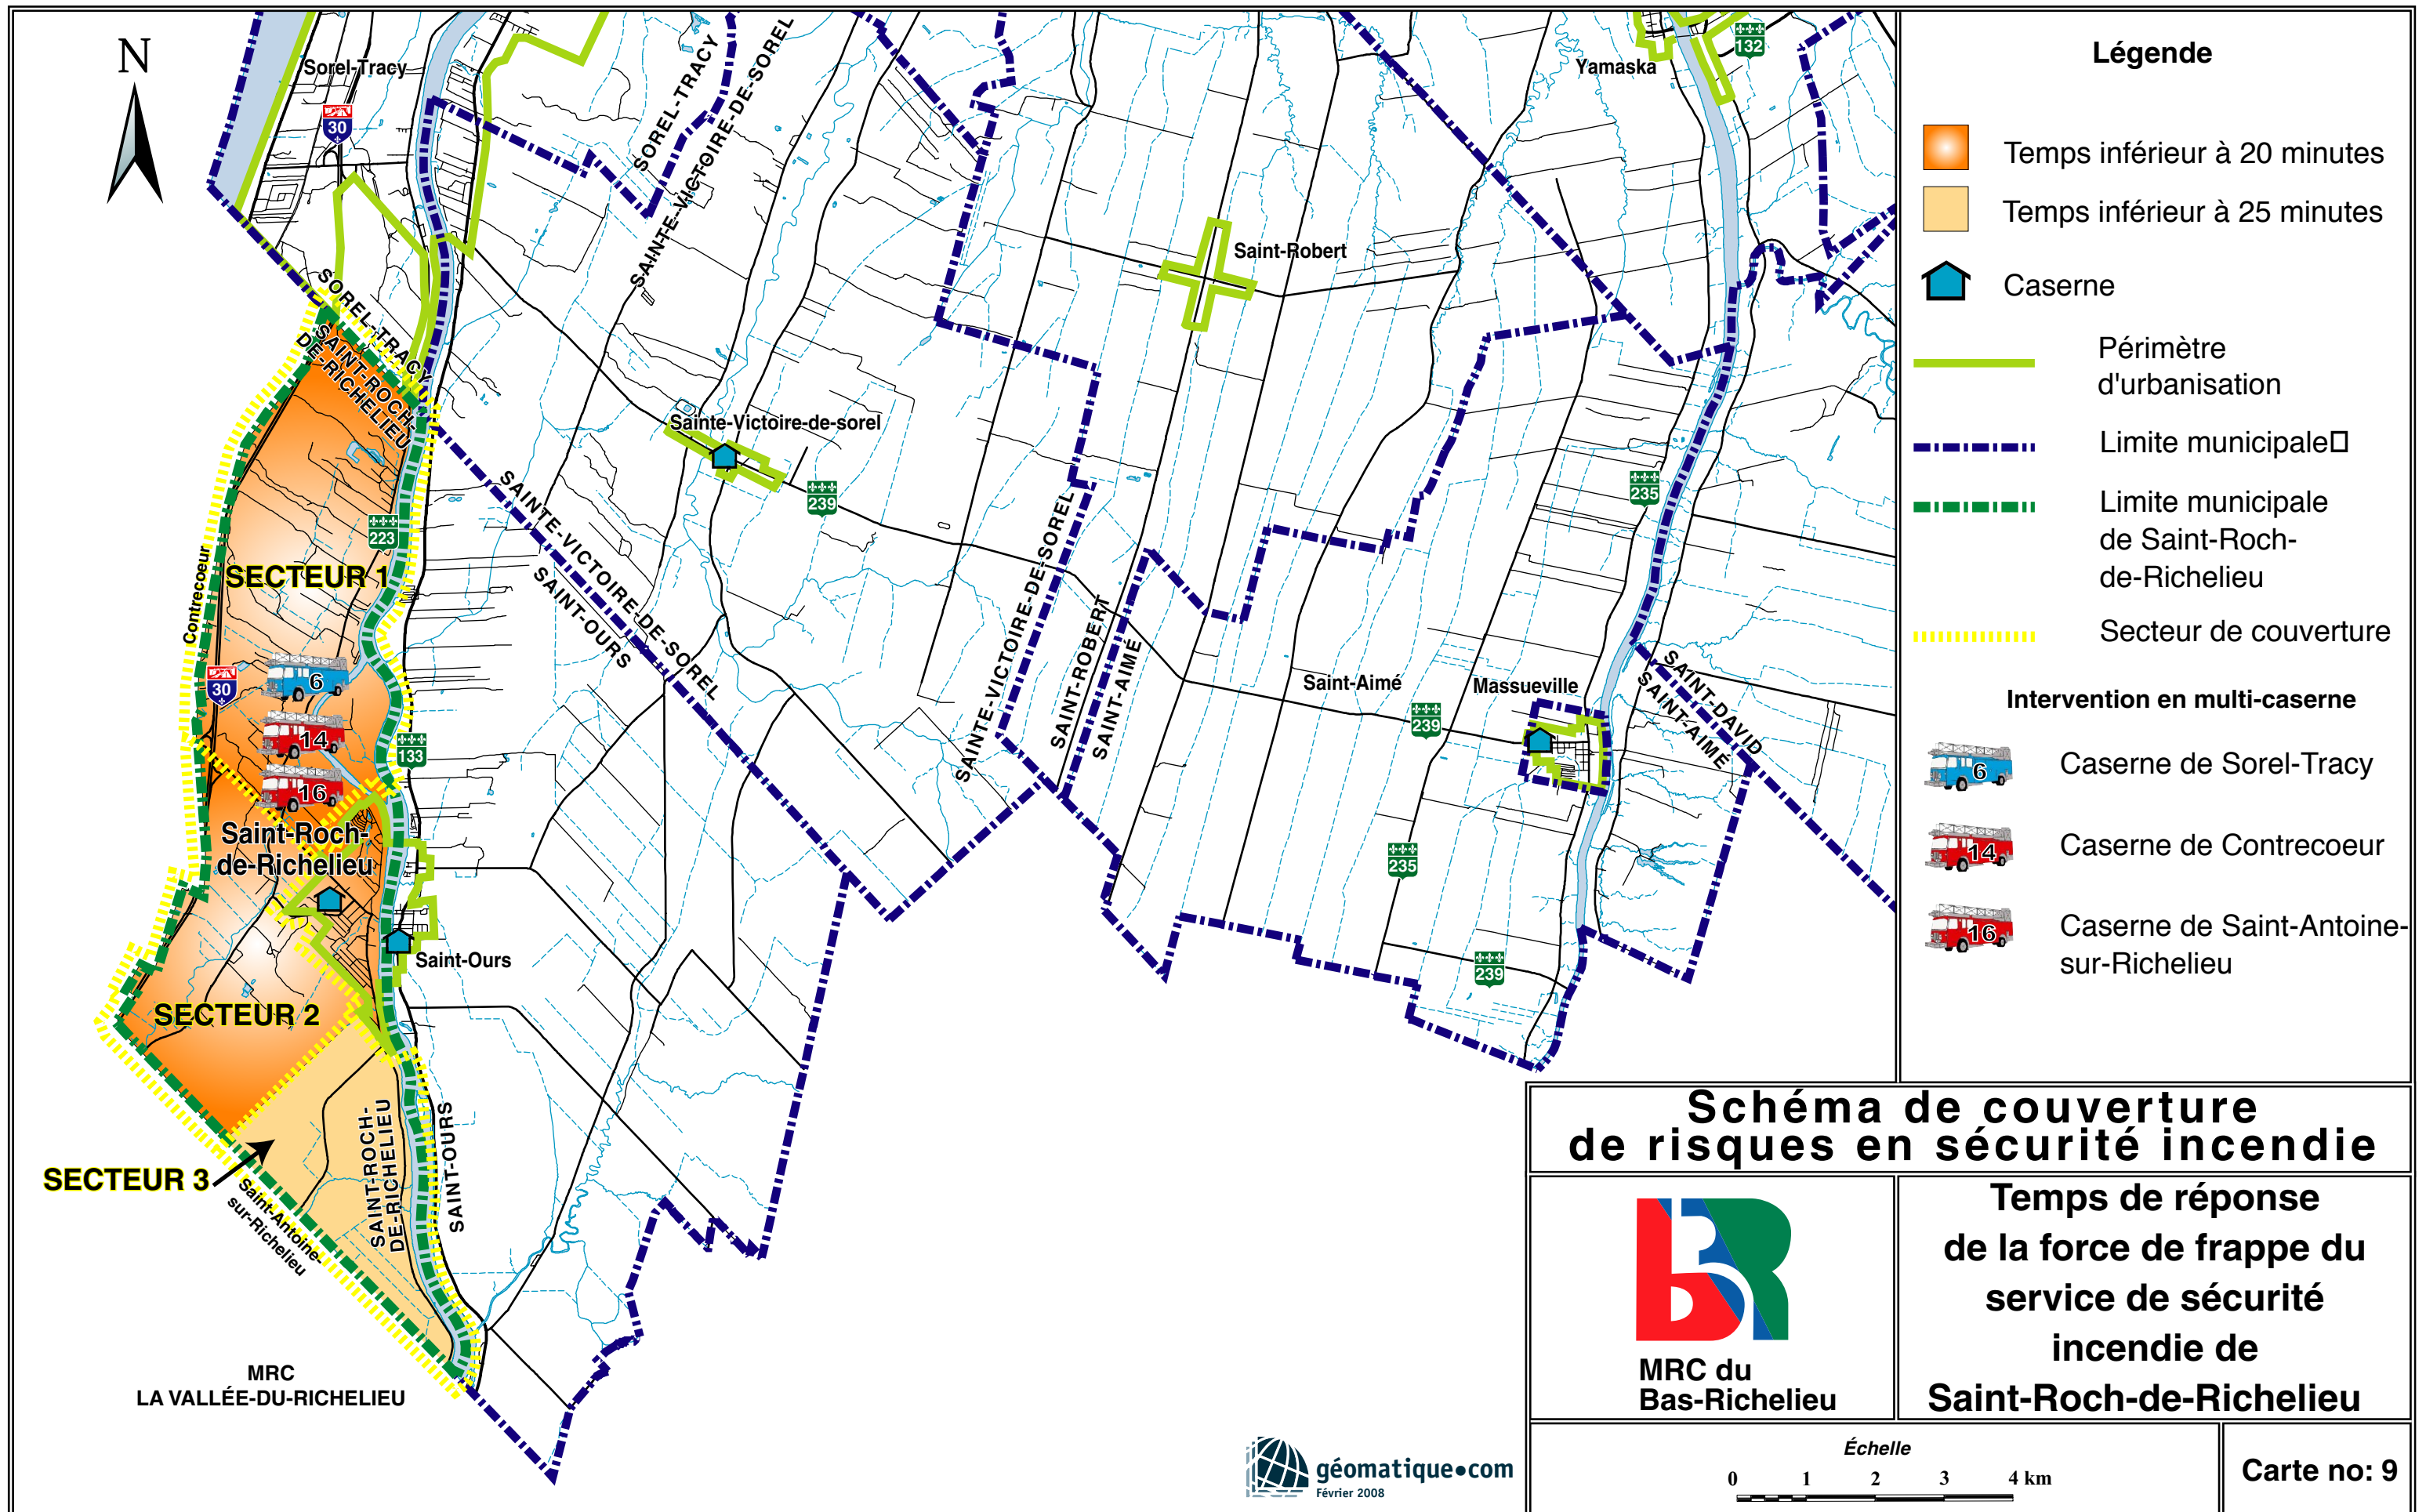 N
Sorel-Tracy
30
SOREL-TRACY
SAINTE-VICTOIRE-DE-SOREL
Yamaska
132
Saint-Robert
SOREL-TRACY
SAINT-ROCH-
DE-RICHELIEU
Sainte-Victoire-de-sorel
239
223
235
Contrecoeur
SECTEUR 1
SAINTE-VICTOIRE-DE-SOREL
SAINT-OURS
SAINTE-VICTOIRE-DE-SOREL
SAINT-ROBERT
SAINT-AIMÉ
30
6
14
16
133
Saint-Aimé
Massueville
239
SAINT-DAVID
SAINT-AIMÉ
Saint-Roch-
de-Richelieu
235
Saint-Ours
239
SECTEUR 2
SECTEUR 3
SAINT-ROCH-
DE-RICHELIEU
SAINT-OURS
Saint-Antoine-
sur-Richelieu
MRC
LA VALLÉE-DU-RICHELIEU
géomatique•com
Février 2008
Légende
Temps inférieur à 20 minutes
Temps inférieur à 25 minutes
Caserne
Périmètre
d'urbanisation
Limite municipale□
Limite municipale
de Saint-Roch-
de-Richelieu
Secteur de couverture
Intervention en multi-caserne
6 Caserne de Sorel-Tracy
14 Caserne de Contrecoeur
16 Caserne de Saint-Antoine-
sur-Richelieu
Schéma de couverture
de risques en sécurité incendie
MRC du
Bas-Richelieu
Temps de réponse
de la force de frappe du
service de sécurité
incendie de
Saint-Roch-de-Richelieu
Échelle
0 1 2 3 4 km
Carte no: 9